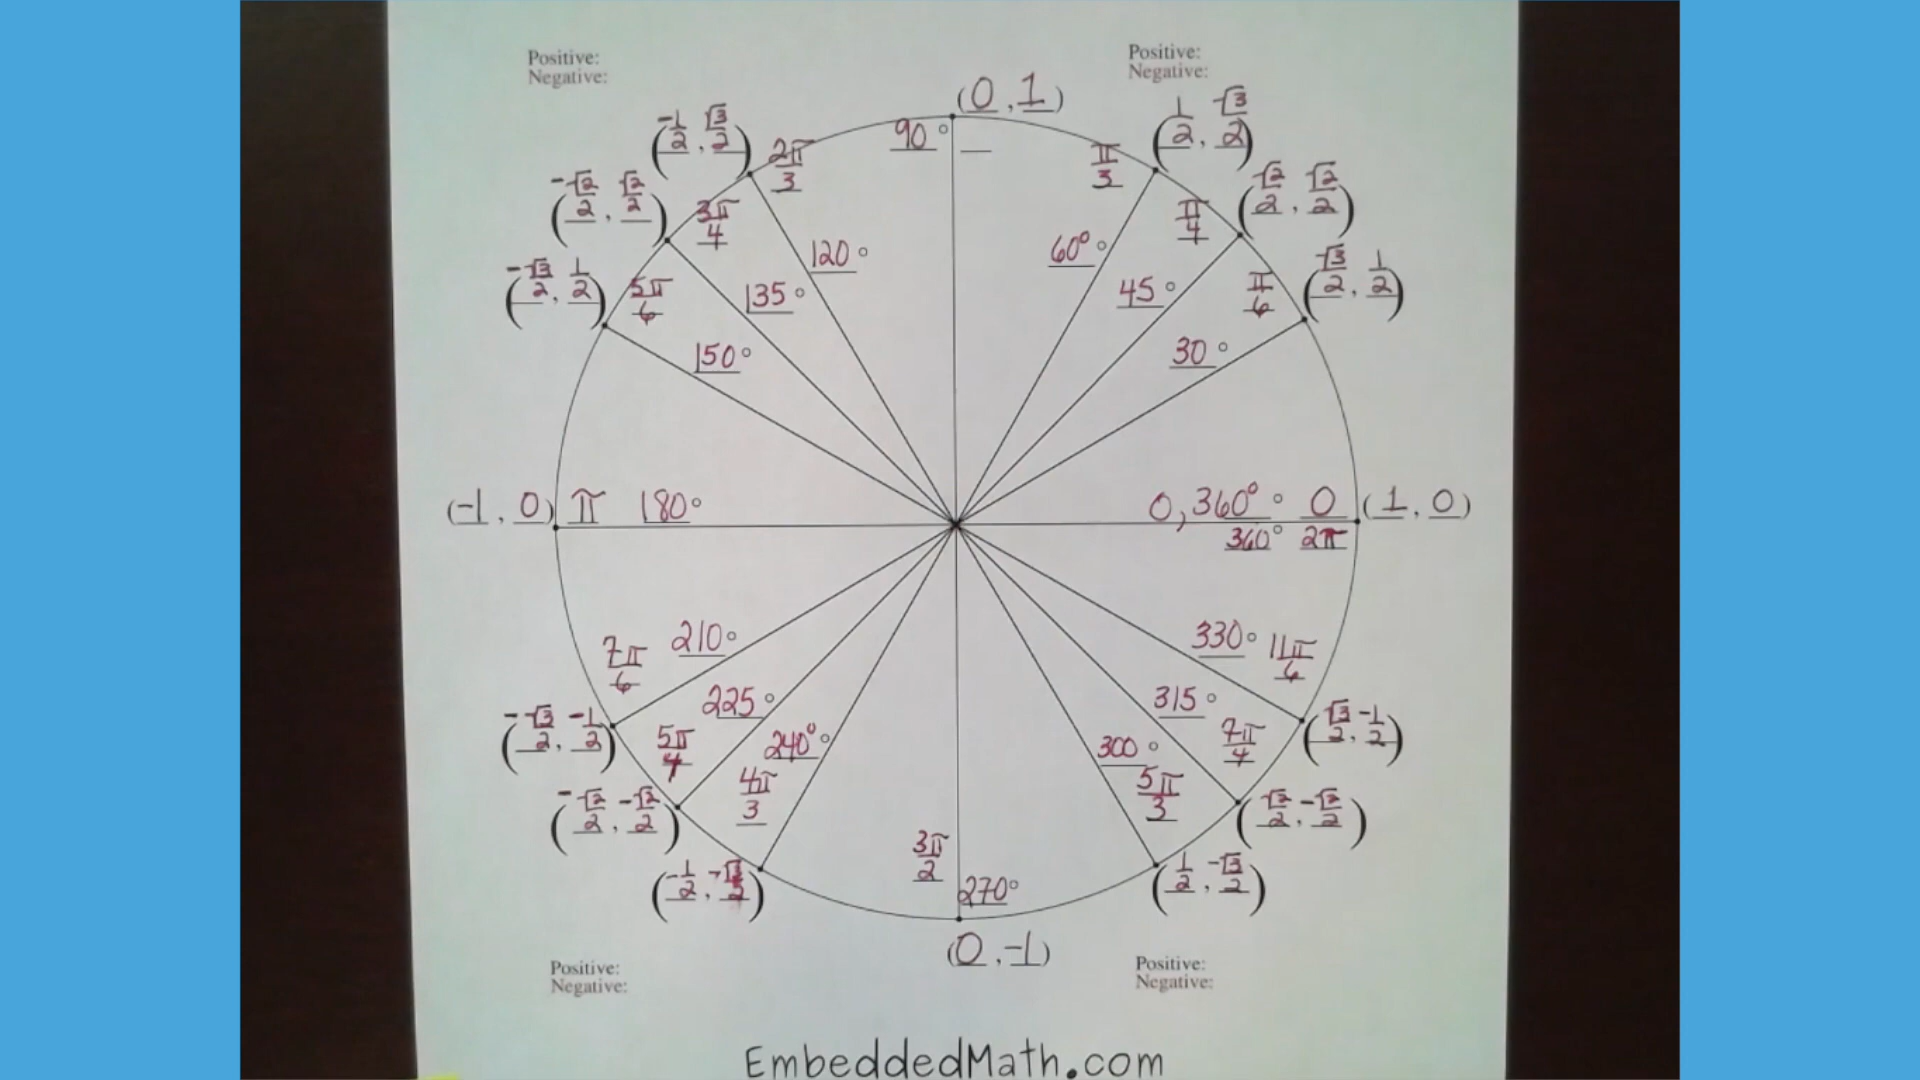 Positive:
Negative:
Positive:
Negative:
(0, 1)
90°
(-1/2, √3/2)
2π/3
π/3
(1/2, √3/2)
(-√2/2, √2/2)
3π/4
120°
60°°
π/4
(√2/2, √2/2)
(-√3/2, 1/2)
5π/6
135°
45°
π/6
(√3/2, 1/2)
150°
30°
(-1, 0)
π
180°
0, 360°° 0
(1, 0)
360° 2π
7π/6
210°
330°
11π/6
(-√3/2, -1/2)
5π/4
225°
315°
7π/4
(√3/2, -1/2)
240°°
300°
4π/3
5π/3
(-√2/2, -√2/2)
(√2/2, -√2/2)
(-1/2, -√3/2)
3π/2
270°
(1/2, -√3/2)
(0, -1)
Positive:
Negative:
Positive:
Negative:
EmbeddedMath.com